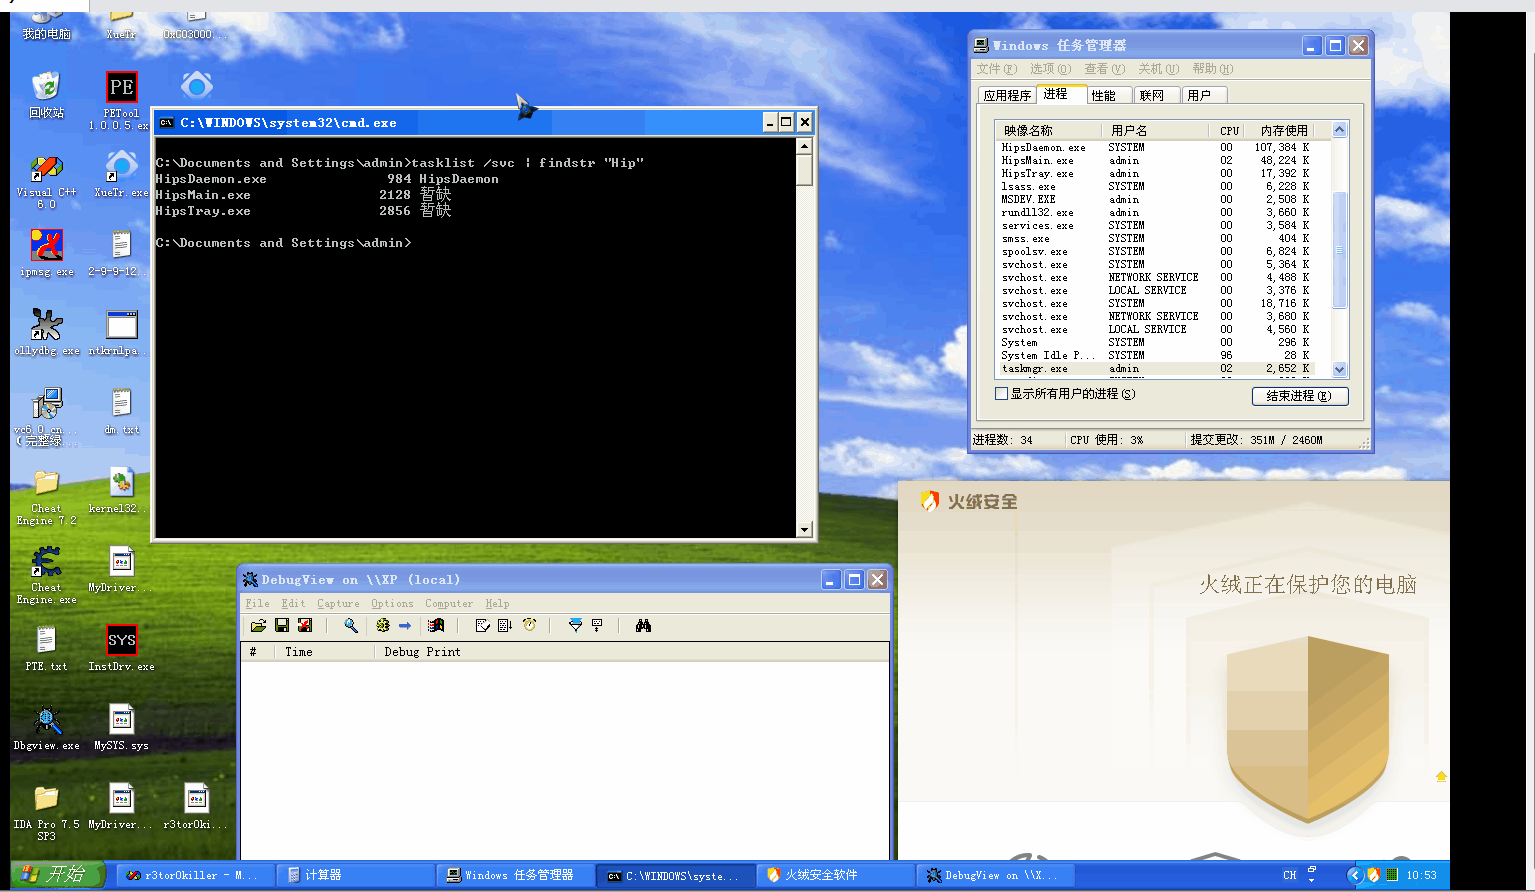 我的电脑
XueTr
0xC03000...
回收站
PETool
1.0.0.5.ex
Visual C++
6.0
XueTr.exe
ipmsg.exe
2-9-9-12...
ollydbg.exe
ntkrnlpa...
vc6.0_cn_...
(完整绿...
dm.txt
Cheat
Engine 7.2
kernel32...
Cheat
Engine.exe
MyDriver...
PTE.txt
InstDrv.exe
Dbgview.exe
MySYS.sys
IDA Pro 7.5
SP3
MyDriver...
r3tor0ki...
PE
SYS
C:\WINDOWS\system32\cmd.exe
C:\Documents and Settings\admin>tasklist /svc | findstr "Hip"
HipsDaemon.exe 984 HipsDaemon
HipsMain.exe 2128 暂缺
HipsTray.exe 2856 暂缺
C:\Documents and Settings\admin>
Windows 任务管理器
文件(F) 选项(O) 查看(V) 关机(U) 帮助(H)
应用程序 进程 性能 联网 用户
映像名称 用户名 CPU 内存使用
HipsDaemon.exe SYSTEM 00 107,384 K
HipsMain.exe admin 02 48,224 K
HipsTray.exe admin 00 17,392 K
lsass.exe SYSTEM 00 6,228 K
MSDEV.EXE admin 00 2,508 K
rundll32.exe admin 00 3,660 K
services.exe SYSTEM 00 3,584 K
smss.exe SYSTEM 00 404 K
spoolsv.exe SYSTEM 00 6,824 K
svchost.exe SYSTEM 00 5,364 K
svchost.exe NETWORK SERVICE 00 4,488 K
svchost.exe LOCAL SERVICE 00 3,376 K
svchost.exe SYSTEM 00 18,716 K
svchost.exe NETWORK SERVICE 00 3,680 K
svchost.exe LOCAL SERVICE 00 4,560 K
System SYSTEM 00 296 K
System Idle P... SYSTEM 96 28 K
taskmgr.exe admin 02 2,652 K
显示所有用户的进程(S)
结束进程(E)
进程数: 34 CPU 使用: 3% 提交更改: 351M / 2460M
火绒安全
火绒正在保护您的电脑
DebugView on \\XP (local)
File Edit Capture Options Computer Help
# Time Debug Print
开始
r3tor0killer - M...
计算器
Windows 任务管理器
C:\WINDOWS\syste...
火绒安全软件
DebugView on \\X...
CH
10:53